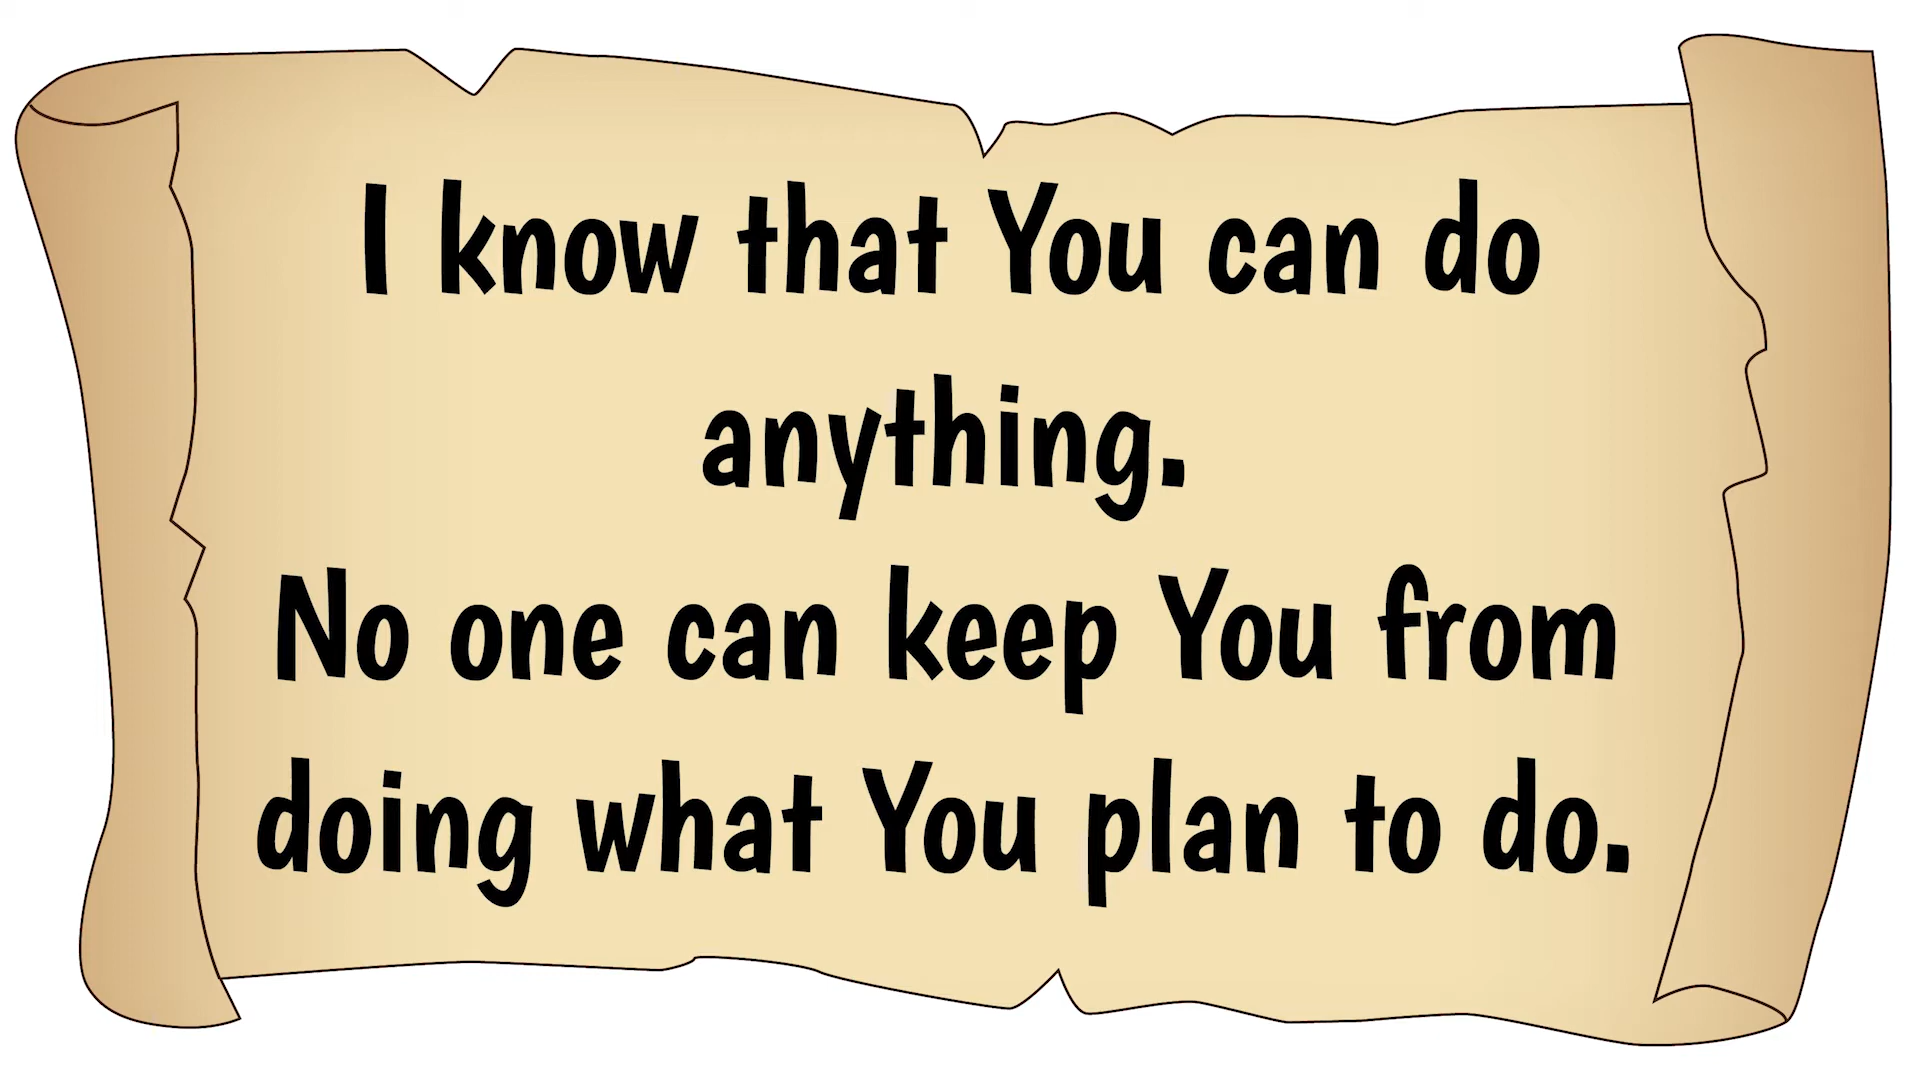 I know that You can do
anything.
No one can keep You from
doing what You plan to do.